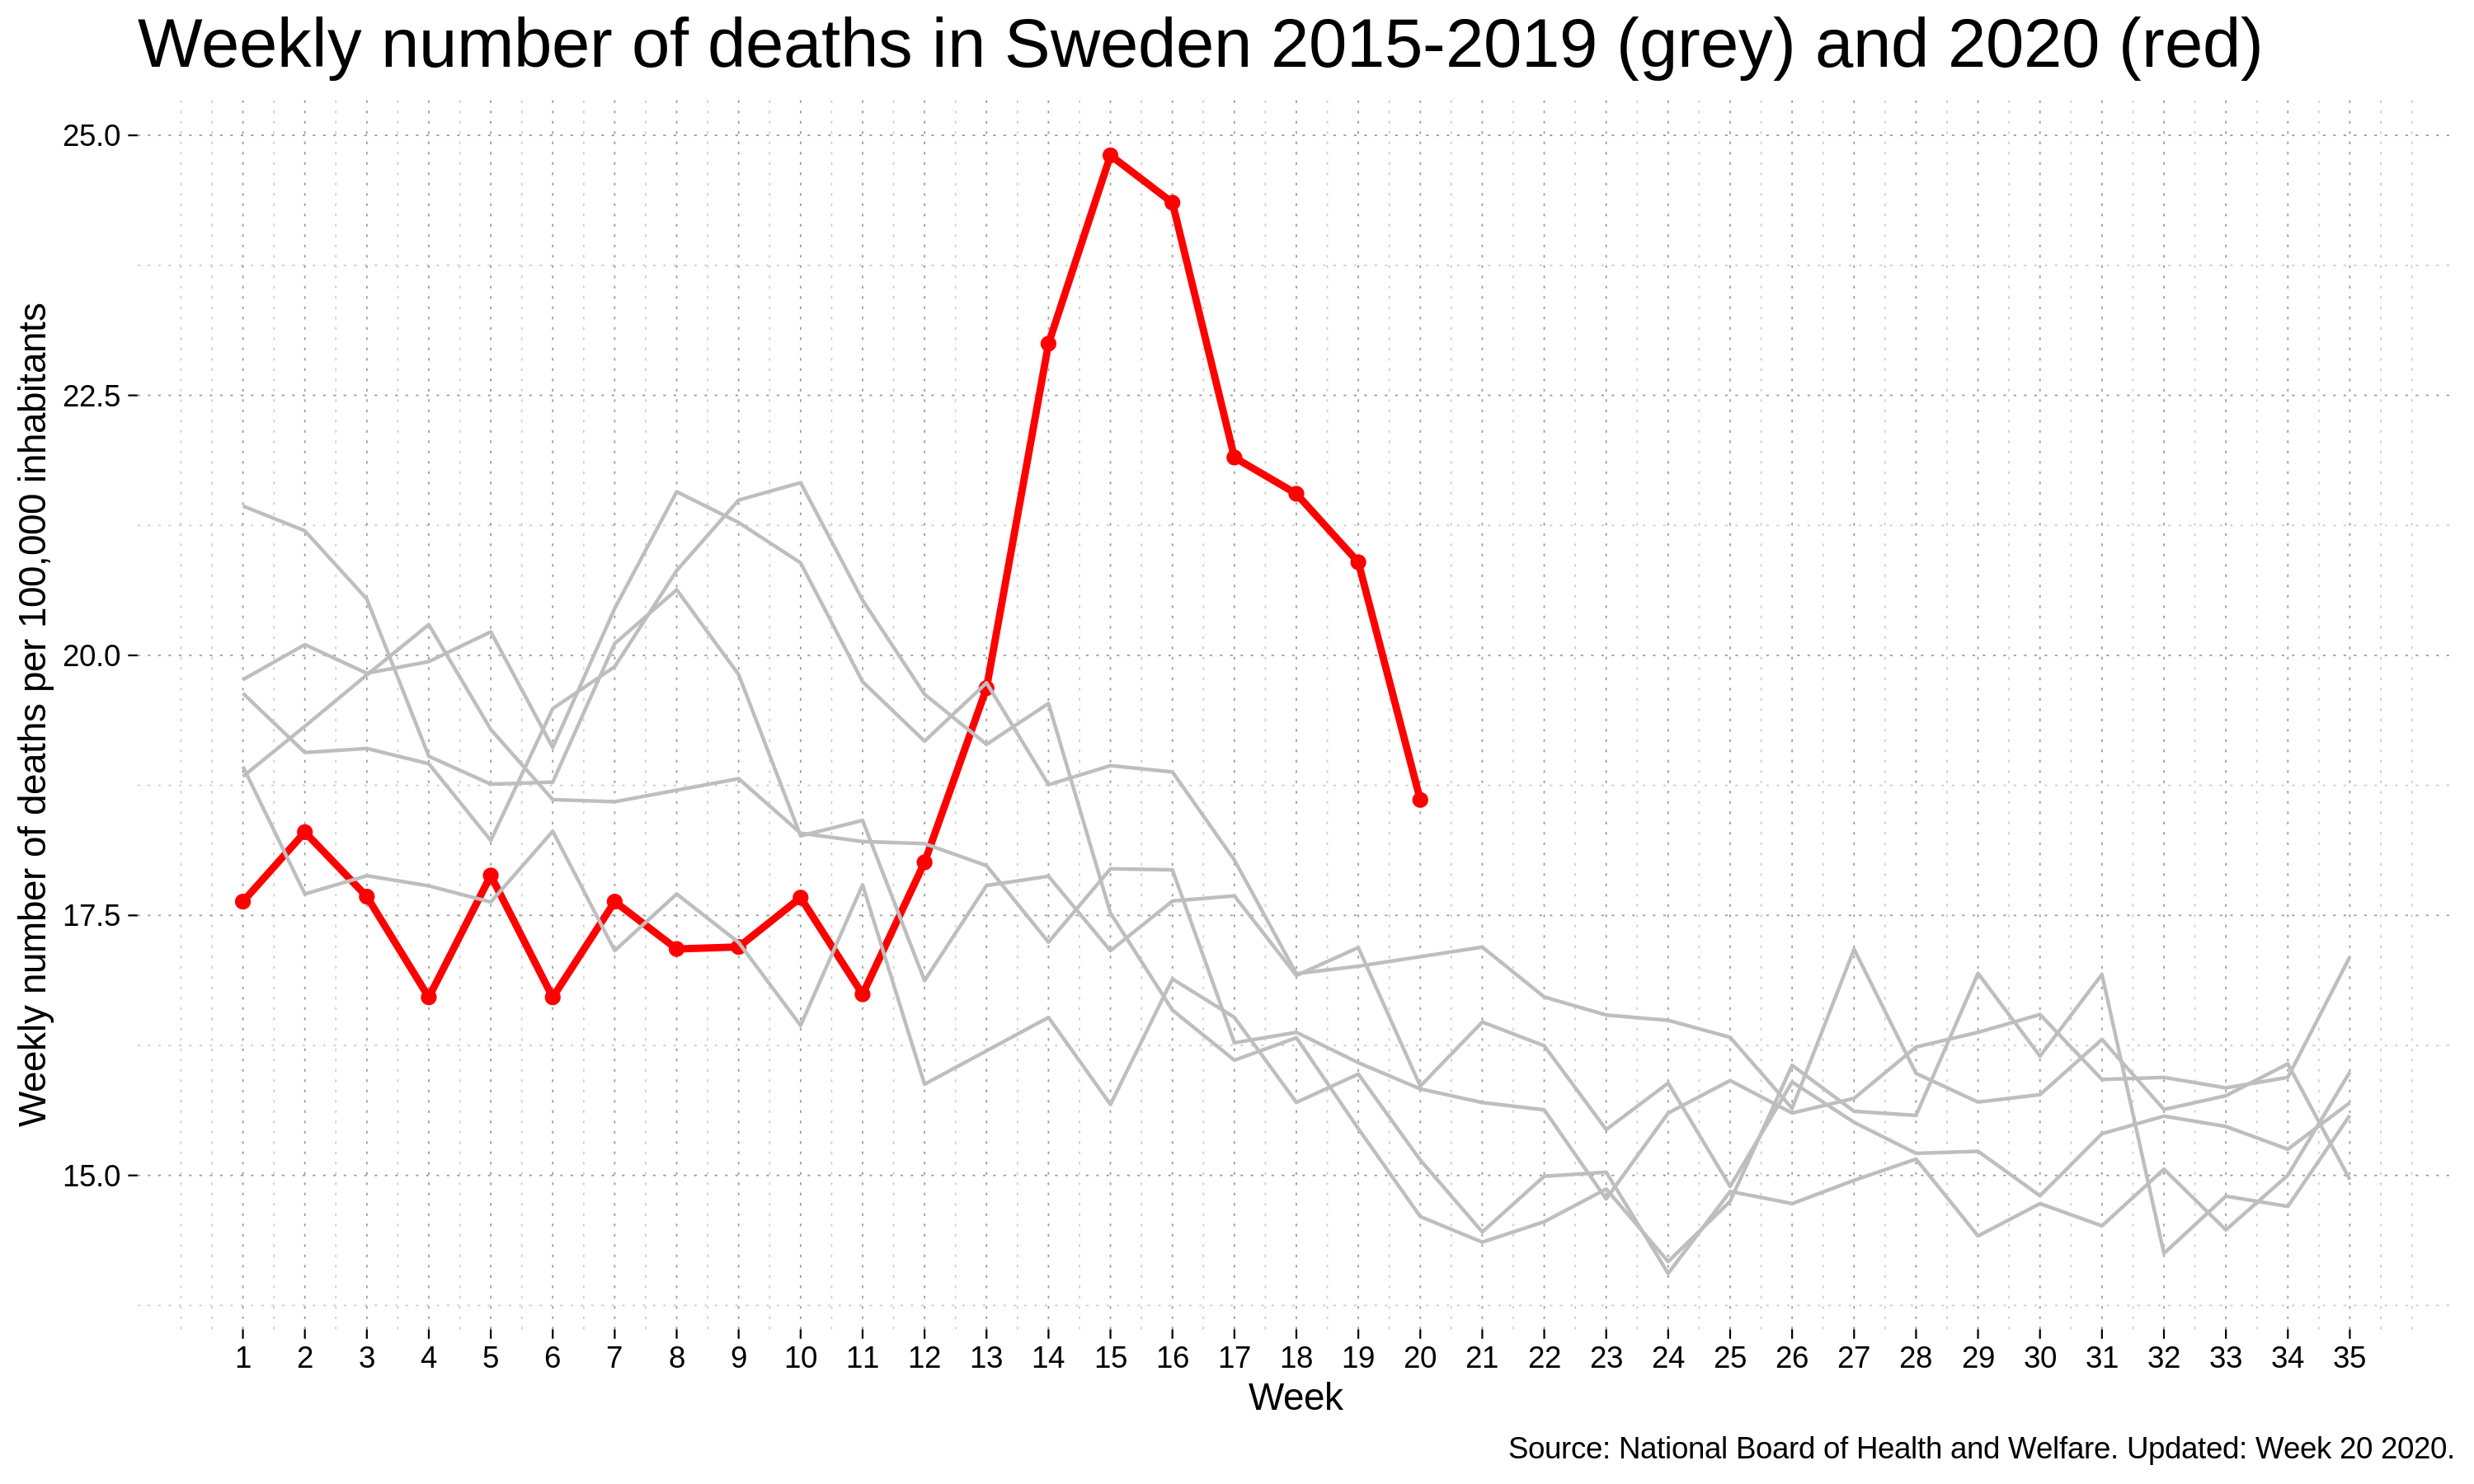 Weekly number of deaths in Sweden 2015-2019 (grey) and 2020 (red)
Weekly number of deaths per 100,000 inhabitants
25.0
22.5
20.0
17.5
15.0
1 2 3 4 5 6 7 8 9 10 11 12 13 14 15 16 17 18 19 20 21 22 23 24 25 26 27 28 29 30 31 32 33 34 35
Week
Source: National Board of Health and Welfare. Updated: Week 20 2020.